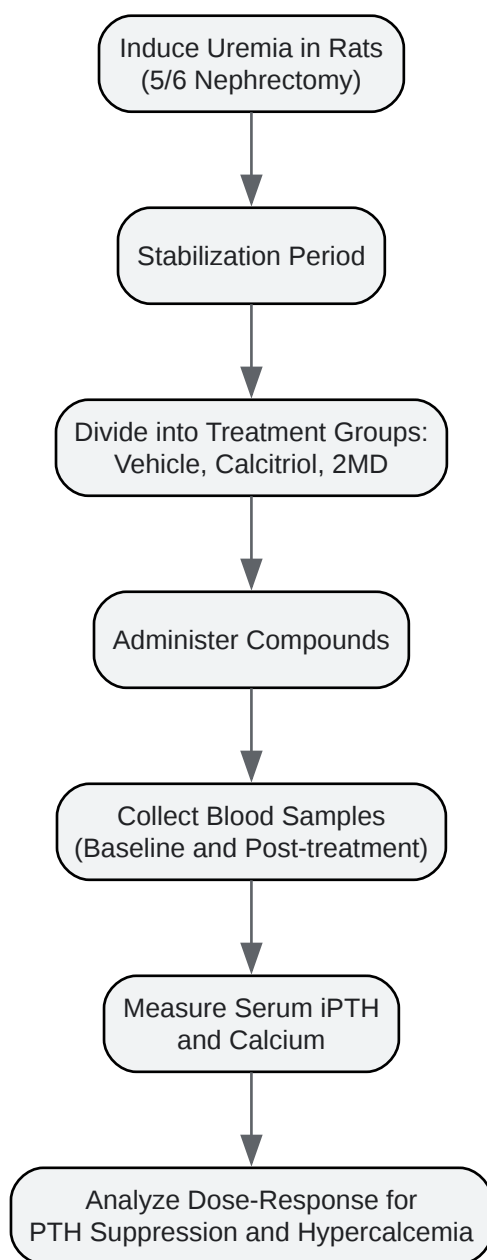 Induce Uremia in Rats
(5/6 Nephrectomy)
Stabilization Period
Divide into Treatment Groups:
Vehicle, Calcitriol, 2MD
Administer Compounds
Collect Blood Samples
(Baseline and Post-treatment)
Measure Serum iPTH
and Calcium
Analyze Dose-Response for
PTH Suppression and Hypercalcemia